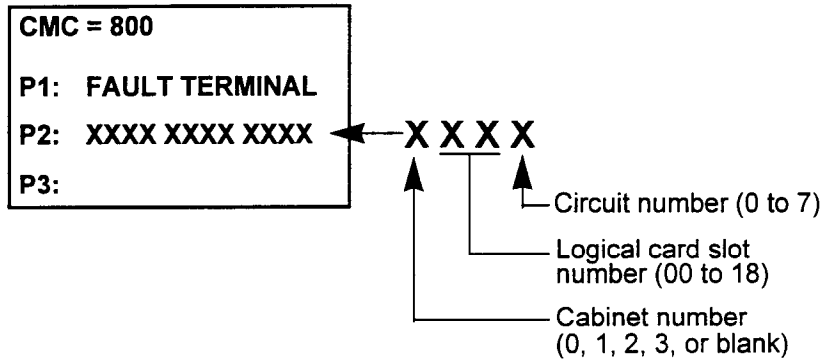 CMC = 800
P1: FAULT TERMINAL
P2: XXXX XXXX XXXX
P3:
X X X X
Circuit number (0 to 7)
Logical card slot
number (00 to 18)
Cabinet number
(0, 1, 2, 3, or blank)